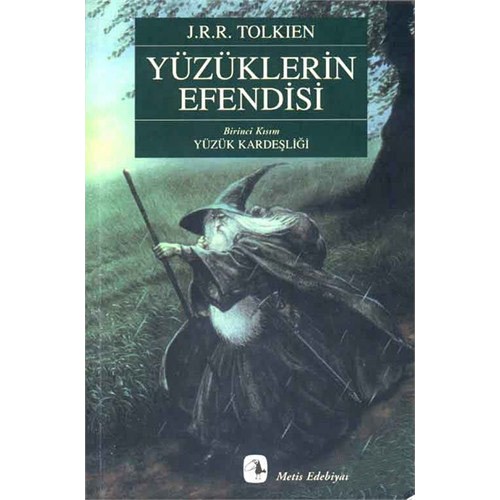 J.R.R. TOLKIEN
YÜZÜKLERİN
EFENDİSİ
Birinci Kısım
YÜZÜK KARDEŞLİĞİ
Metis Edebiyat